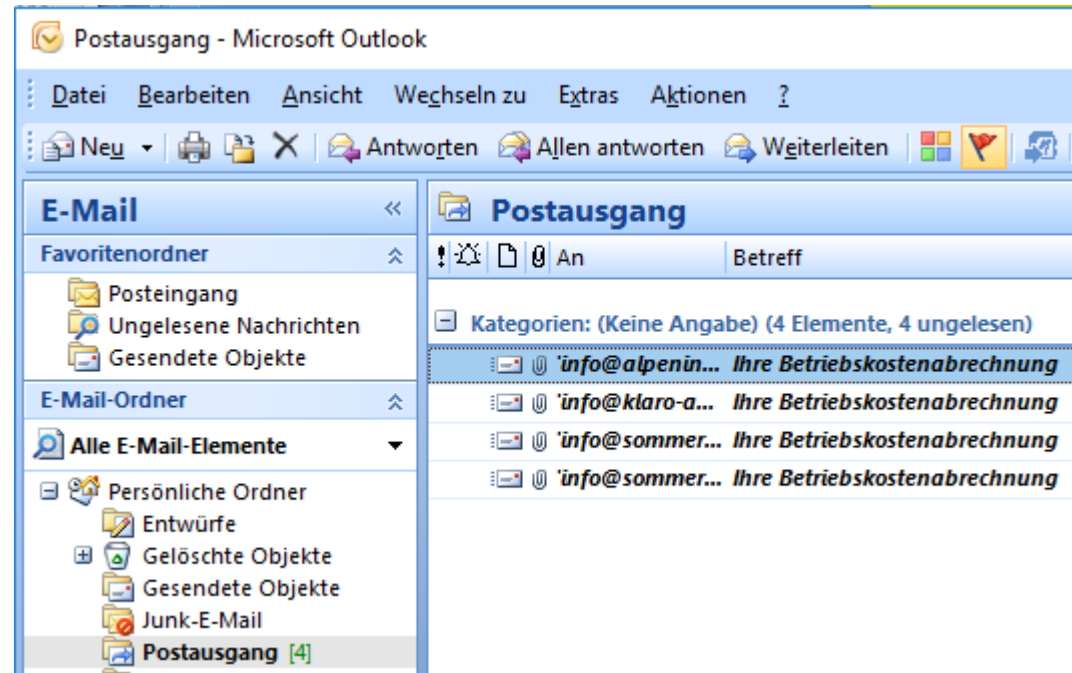 Postausgang - Microsoft Outlook
Datei Bearbeiten Ansicht Wechseln zu Extras Aktionen ?
Neu Antworten Allen antworten Weiterleiten
E-Mail «
Postausgang
Favoritenordner
! An Betreff
Posteingang
Ungelesene Nachrichten
Gesendete Objekte
Kategorien: (Keine Angabe) (4 Elemente, 4 ungelesen)
'info@alpenin... Ihre Betriebskostenabrechnung
'info@klaro-a... Ihre Betriebskostenabrechnung
'info@sommer... Ihre Betriebskostenabrechnung
'info@sommer... Ihre Betriebskostenabrechnung
E-Mail-Ordner
Alle E-Mail-Elemente
Persönliche Ordner
Entwürfe
Gelöschte Objekte
Gesendete Objekte
Junk-E-Mail
Postausgang [4]